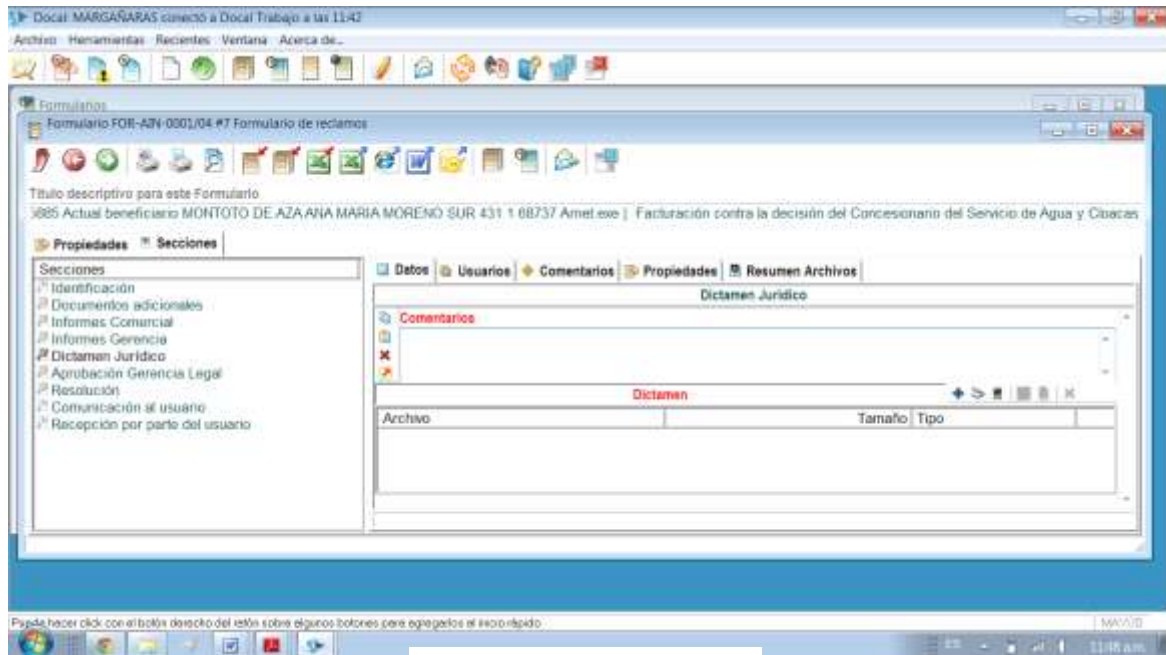 Docal: MARGAÑARAS conectó a Docal Trabajo a las 11:42
Archivo Herramientas Recientes Ventana Acerca de...
Formularios
Formulario FOR-AIN-0001/04 #7 Formulario de reclamos
Título descriptivo para este Formulario
Actual beneficiario MONTOTO DE AZA ANA MARIA MORENO SUR 431 1 68737 Arnet.exe | Facturación contra la decisión del Concesionario del Servicio de Agua y Cloacas
Propiedades Secciones
Secciones
Identificación
Documentos adicionales
Informes Comercial
Informes Gerencia
Dictamen Jurídico
Aprobación Gerencia Legal
Resolución
Comunicación al usuario
Recepción por parte del usuario
Datos Usuarios Comentarios Propiedades Resumen Archivos
Dictamen Jurídico
Comentarios
Dictamen
Archivo Tamaño Tipo
Puede hacer click con el botón derecho del ratón sobre algunos botones para agregarlos al inicio rápido
ES 11:48 a.m.